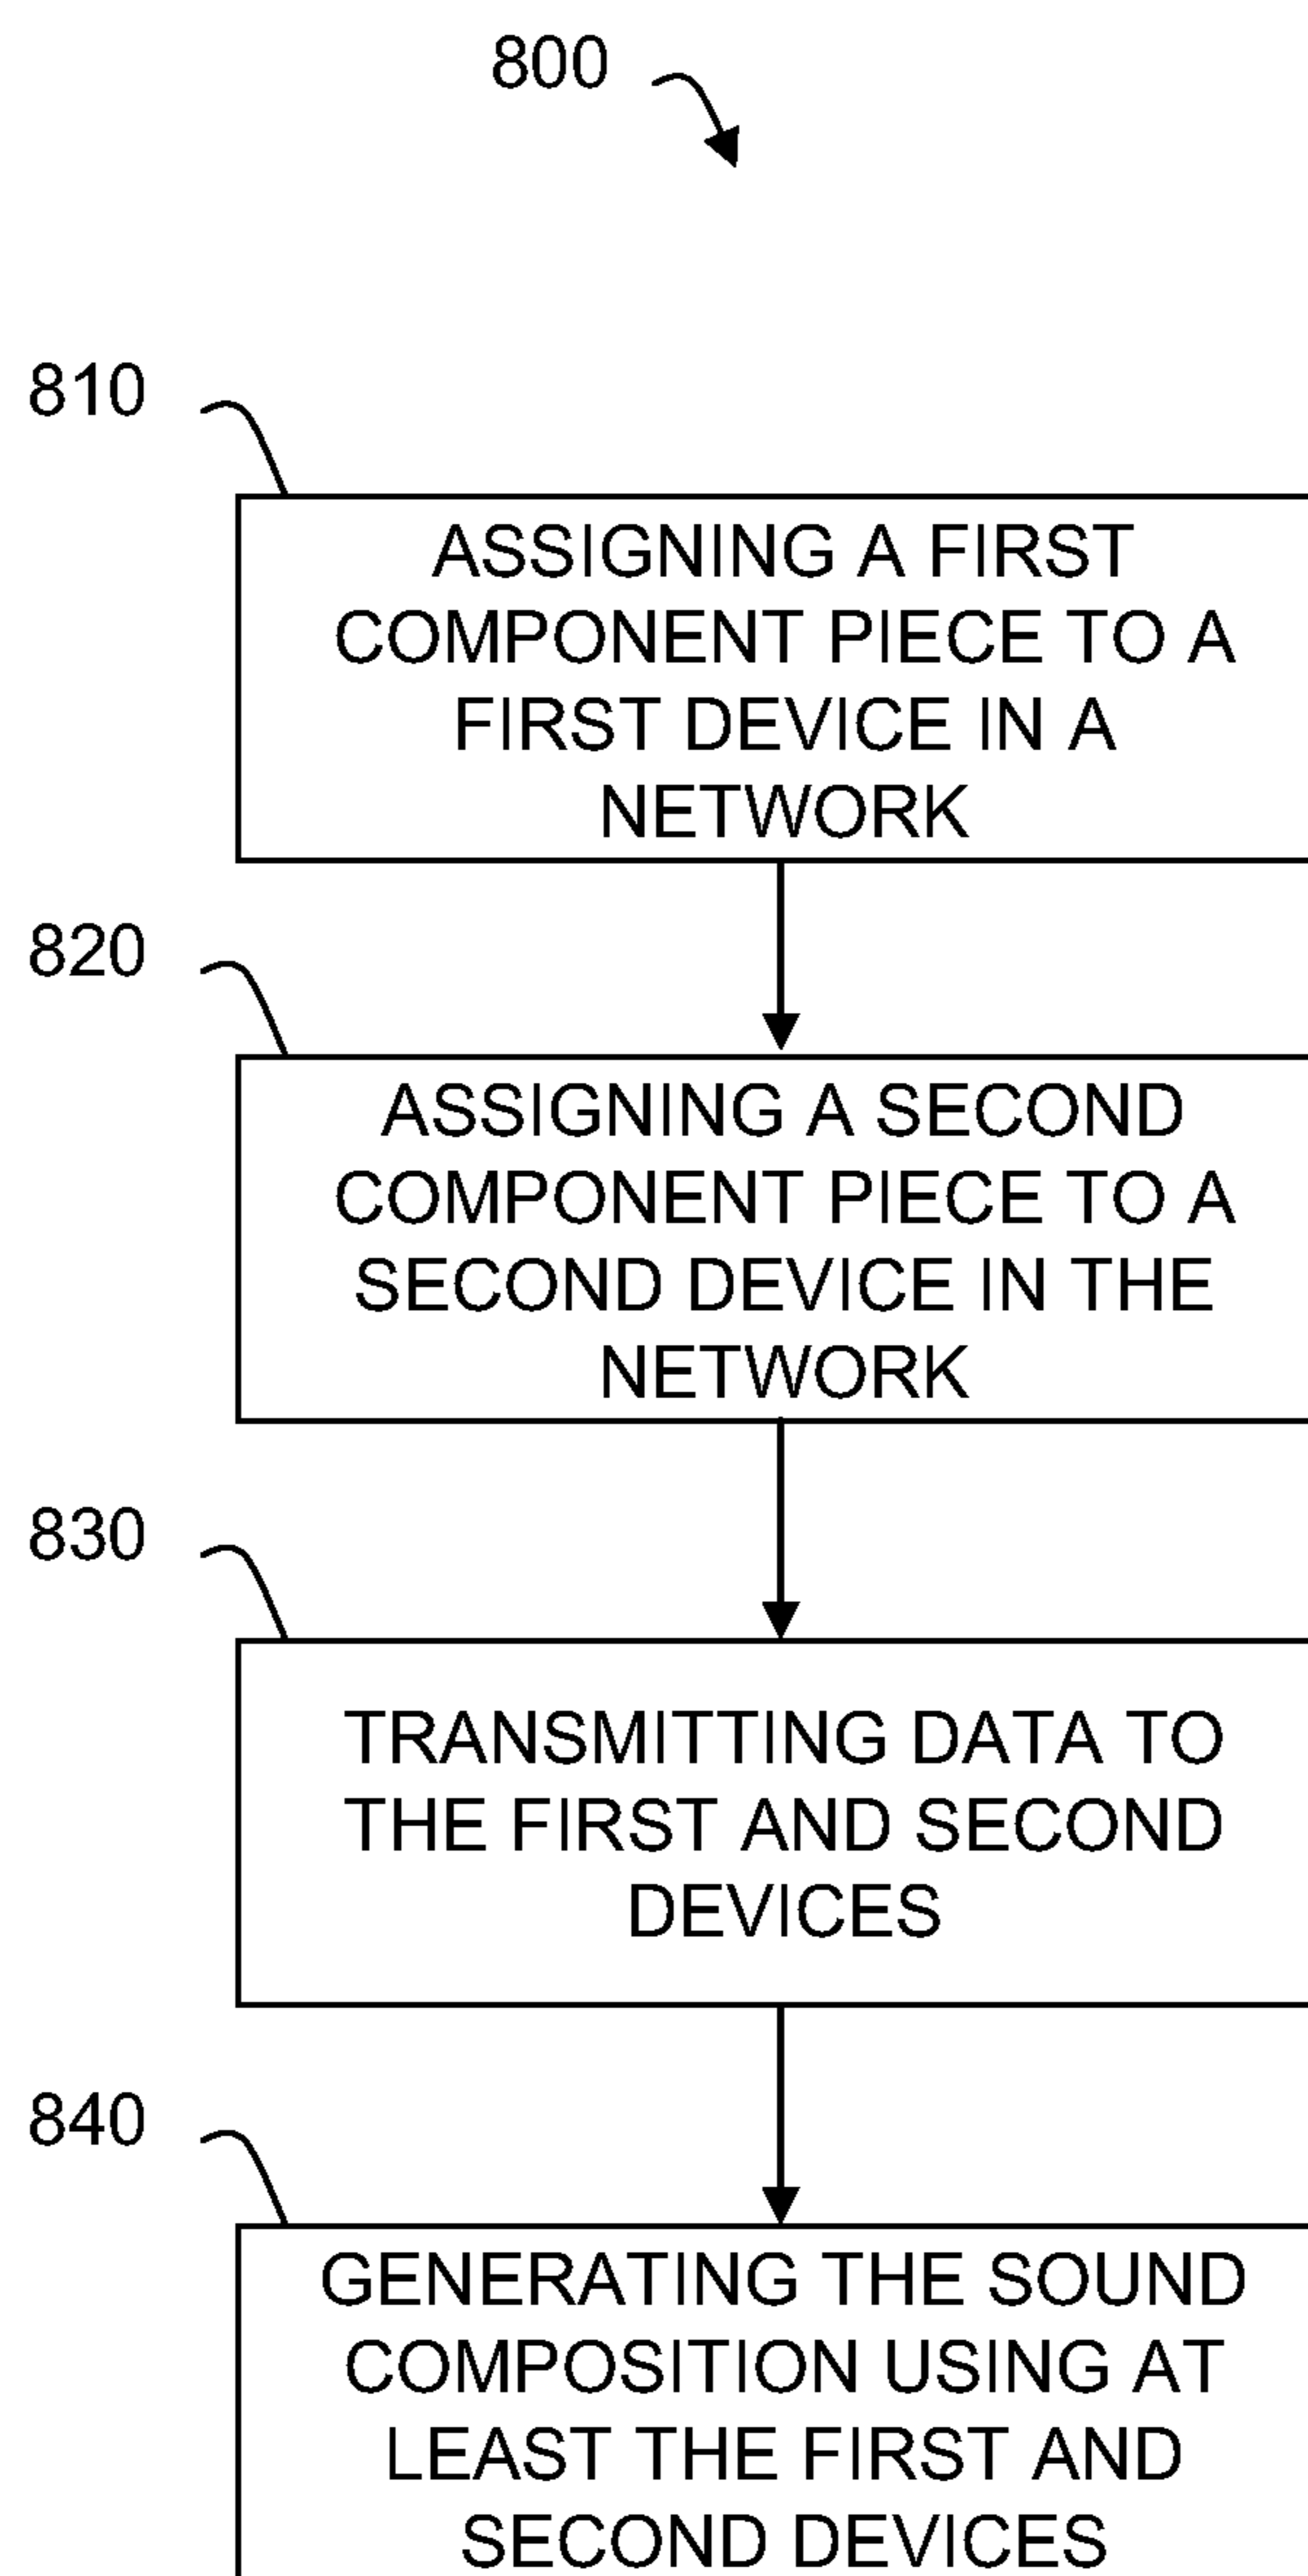 800
810
ASSIGNING A FIRST
COMPONENT PIECE TO A
FIRST DEVICE IN A
NETWORK
820
ASSIGNING A SECOND
COMPONENT PIECE TO A
SECOND DEVICE IN THE
NETWORK
830
TRANSMITTING DATA TO
THE FIRST AND SECOND
DEVICES
840
GENERATING THE SOUND
COMPOSITION USING AT
LEAST THE FIRST AND
SECOND DEVICES